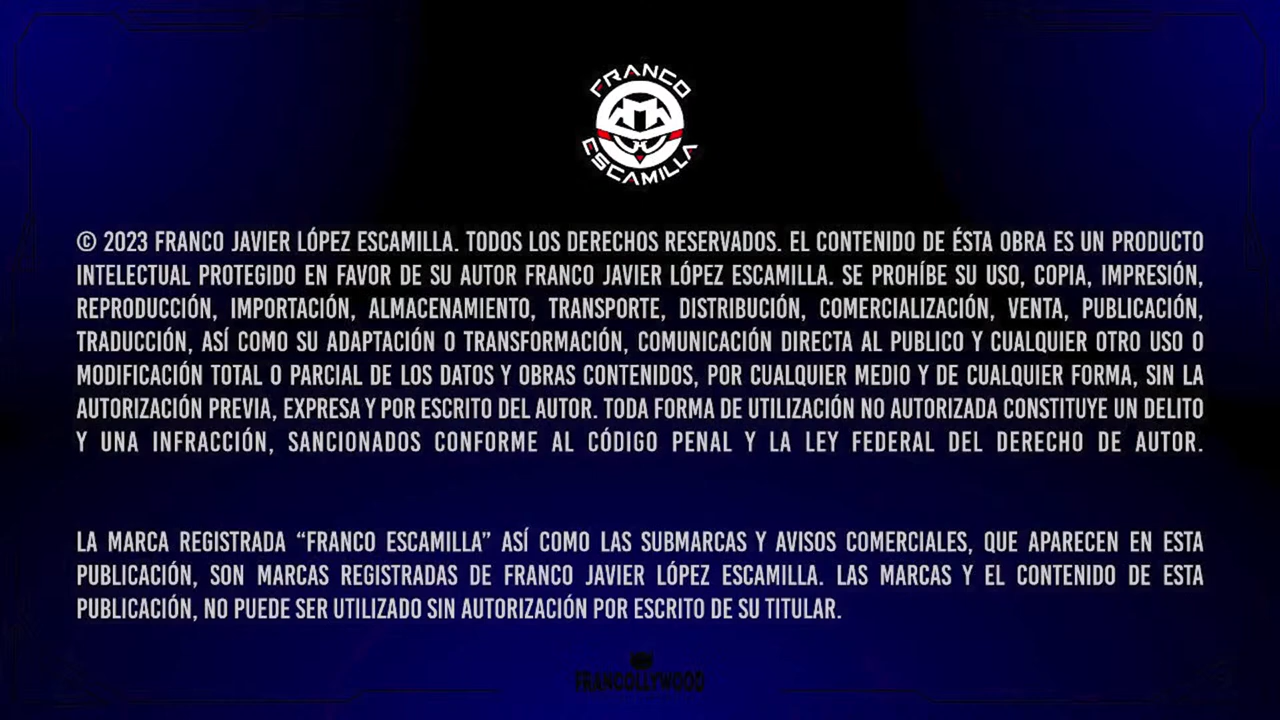 FRANCO
ESCAMILLA
© 2023 FRANCO JAVIER LÓPEZ ESCAMILLA. TODOS LOS DERECHOS RESERVADOS. EL CONTENIDO DE ÉSTA OBRA ES UN PRODUCTO
INTELECTUAL PROTEGIDO EN FAVOR DE SU AUTOR FRANCO JAVIER LÓPEZ ESCAMILLA. SE PROHÍBE SU USO, COPIA, IMPRESIÓN,
REPRODUCCIÓN, IMPORTACIÓN, ALMACENAMIENTO, TRANSPORTE, DISTRIBUCIÓN, COMERCIALIZACIÓN, VENTA, PUBLICACIÓN,
TRADUCCIÓN, ASÍ COMO SU ADAPTACIÓN O TRANSFORMACIÓN, COMUNICACIÓN DIRECTA AL PUBLICO Y CUALQUIER OTRO USO O
MODIFICACIÓN TOTAL O PARCIAL DE LOS DATOS Y OBRAS CONTENIDOS, POR CUALQUIER MEDIO Y DE CUALQUIER FORMA, SIN LA
AUTORIZACIÓN PREVIA, EXPRESA Y POR ESCRITO DEL AUTOR. TODA FORMA DE UTILIZACIÓN NO AUTORIZADA CONSTITUYE UN DELITO
Y UNA INFRACCIÓN, SANCIONADOS CONFORME AL CÓDIGO PENAL Y LA LEY FEDERAL DEL DERECHO DE AUTOR.
LA MARCA REGISTRADA “FRANCO ESCAMILLA” ASÍ COMO LAS SUBMARCAS Y AVISOS COMERCIALES, QUE APARECEN EN ESTA
PUBLICACIÓN, SON MARCAS REGISTRADAS DE FRANCO JAVIER LÓPEZ ESCAMILLA. LAS MARCAS Y EL CONTENIDO DE ESTA
PUBLICACIÓN, NO PUEDE SER UTILIZADO SIN AUTORIZACIÓN POR ESCRITO DE SU TITULAR.
FRANCOLLYWOOD